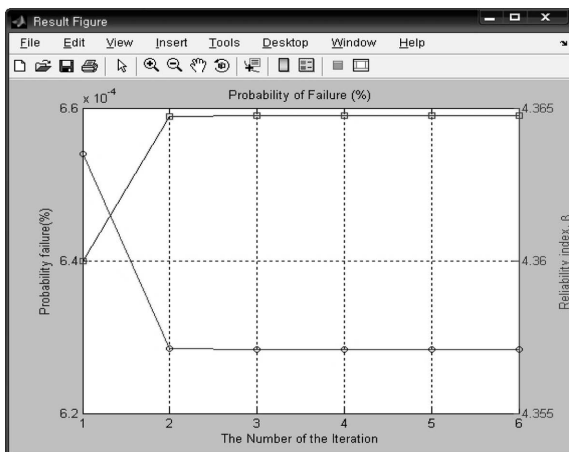 Result Figure
File Edit View Insert Tools Desktop Window Help
x 10⁻⁴
Probability of Failure (%)
6.6
6.4
6.2
Probability failure(%)
4.365
4.36
4.355
Reliability index, β
1 2 3 4 5 6
The Number of the Iteration